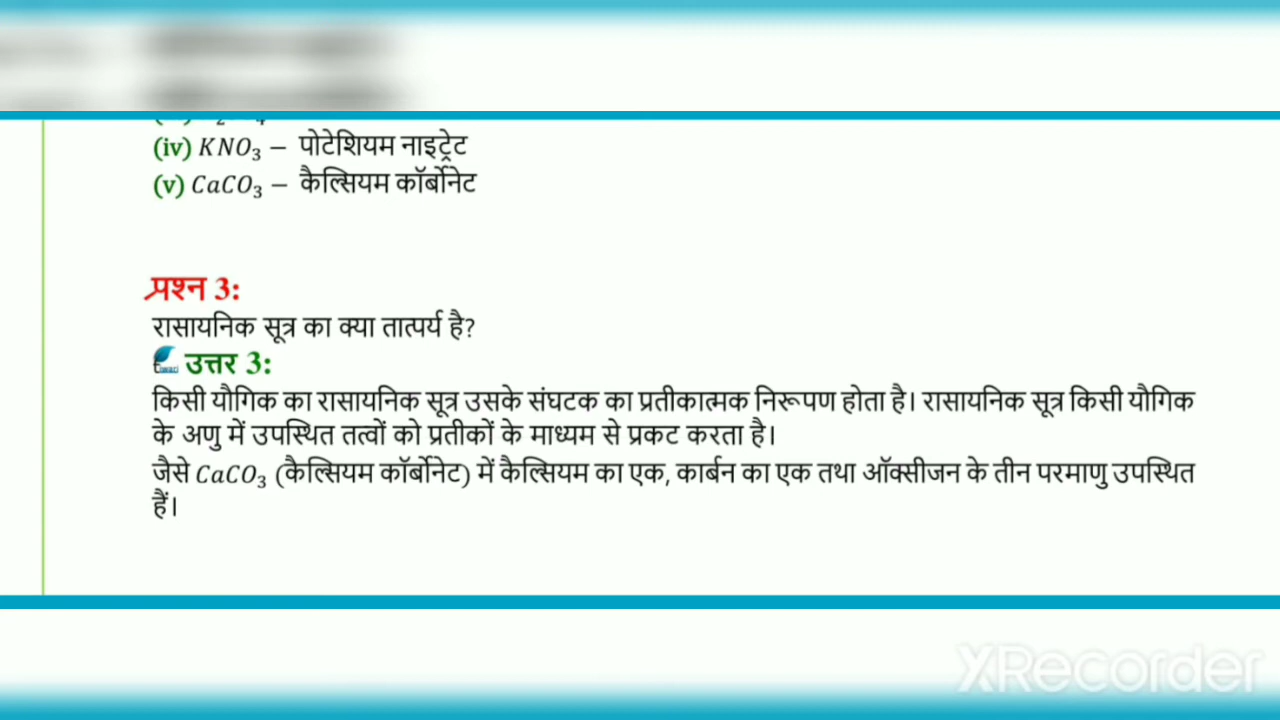 (iv) KNO₃ – पोटेशियम नाइट्रेट
(v) CaCO₃ – कैल्सियम कॉर्बोनेट
प्रश्न 3:
रासायनिक सूत्र का क्या तात्पर्य है?
उत्तर 3:
किसी यौगिक का रासायनिक सूत्र उसके संघटक का प्रतीकात्मक निरूपण होता है। रासायनिक सूत्र किसी यौगिक
के अणु में उपस्थित तत्वों को प्रतीकों के माध्यम से प्रकट करता है।
जैसे CaCO₃ (कैल्सियम कॉर्बोनेट) में कैल्सियम का एक, कार्बन का एक तथा ऑक्सीजन के तीन परमाणु उपस्थित
हैं।
XRecorder